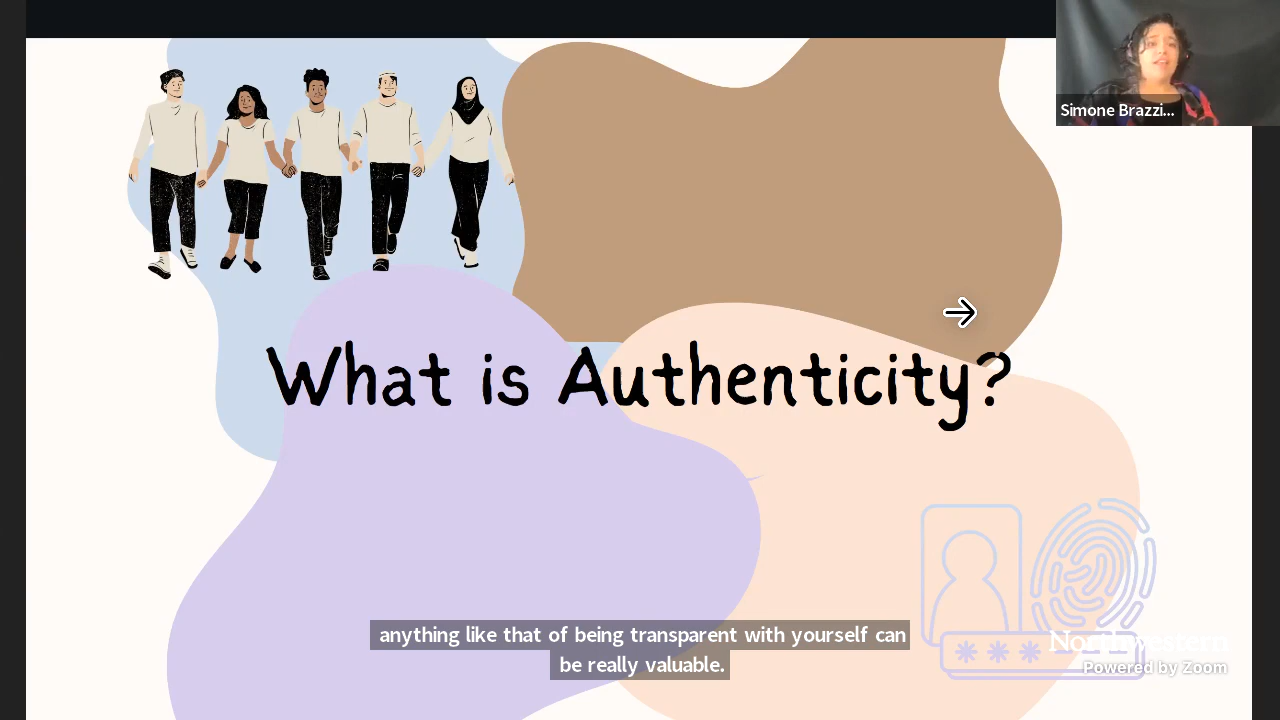 Simone Brazzi...
What is Authenticity?
anything like that of being transparent with yourself can
be really valuable.
Northwestern
Powered by Zoom